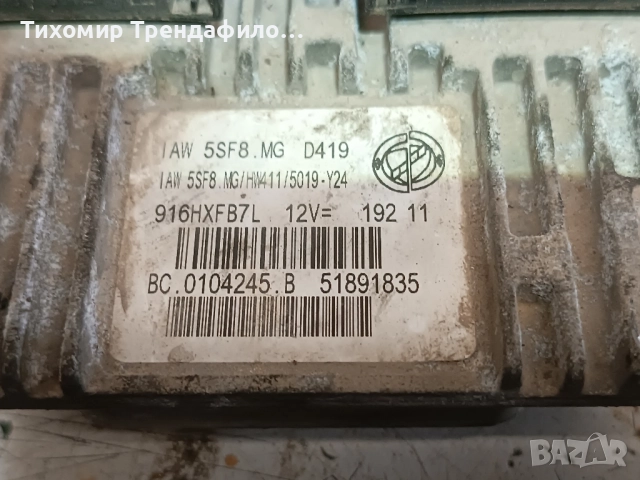 Тихомир Трендафило...
IAW 5SF8.MG D419
IAW 5SF8.MG/HW411/5019-Y24
916HXFB7L 12V= 192 11
BC.0104245.B 51891835
BAZAR